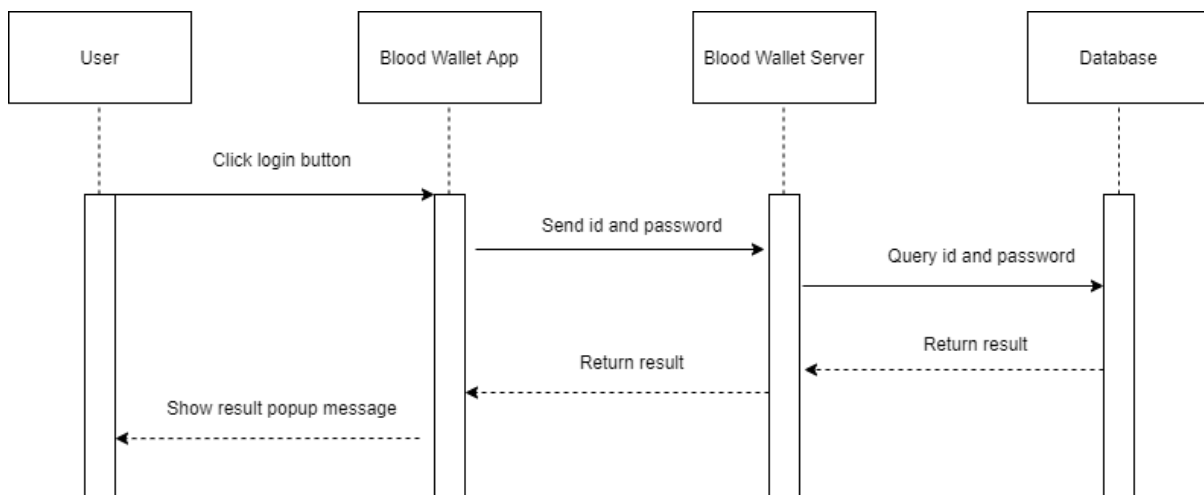 User
Blood Wallet App
Blood Wallet Server
Database
Click login button
Send id and password
Query id and password
Return result
Return result
Show result popup message